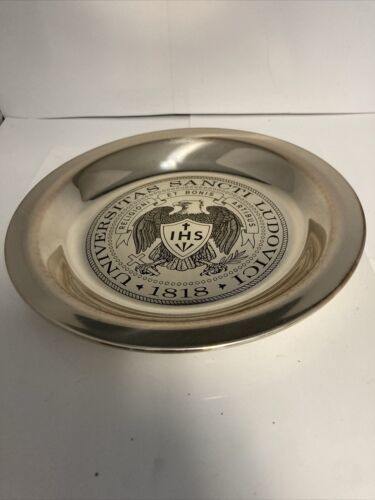 UNIVERSITAS SANCTI LUDOVICI
RELIGIONI ET BONIS ARTIBUS
IHS
1818